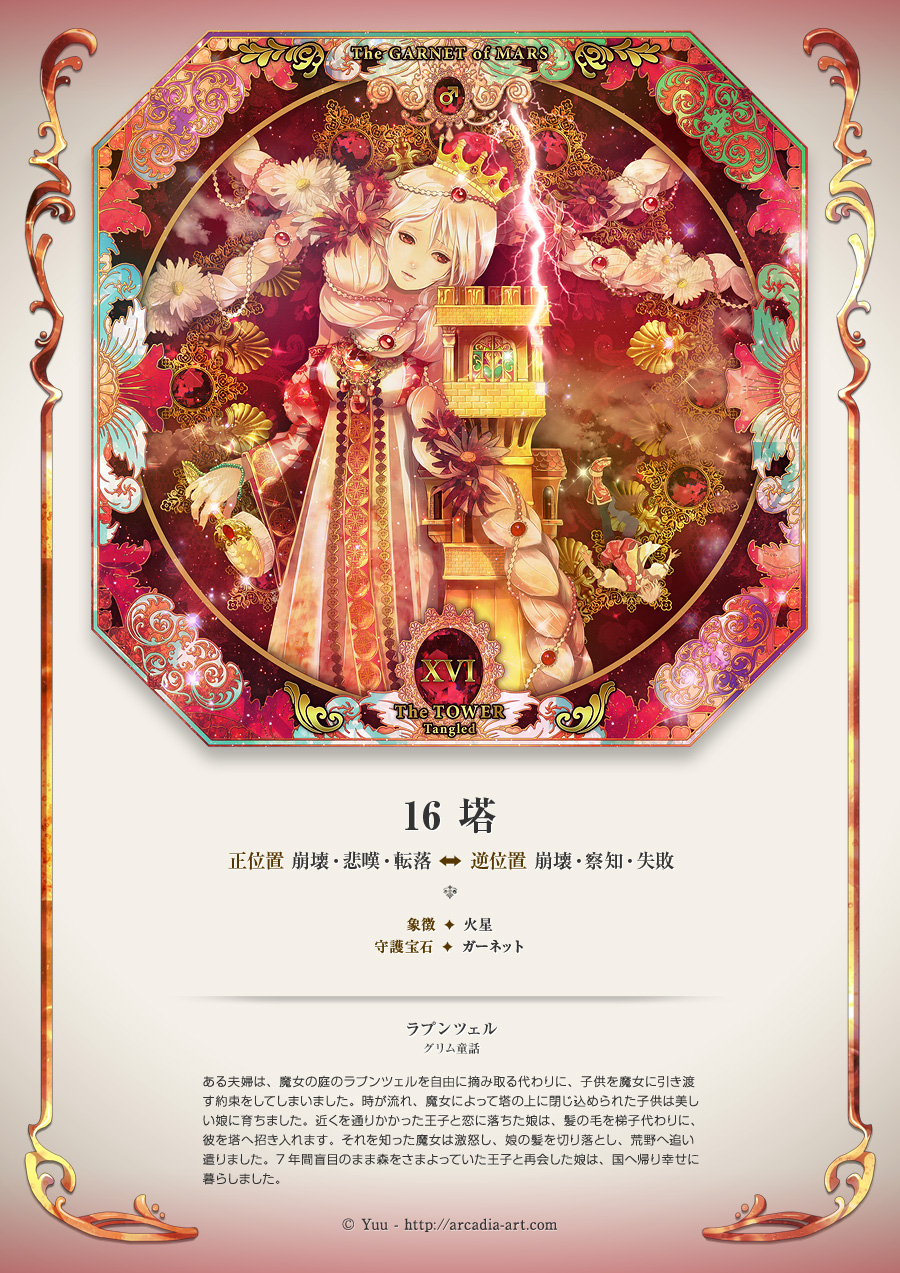 The GARNET of MARS
♂
XVI
The TOWER
Tangled
16 塔
正位置 崩壊・悲嘆・転落 ⬌ 逆位置 崩壊・察知・失敗
象徴 ✦ 火星
守護宝石 ✦ ガーネット
ラプンツェル
グリム童話
ある夫婦は、魔女の庭のラプンツェルを自由に摘み取る代わりに、子供を魔女に引き渡
す約束をしてしまいました。時が流れ、魔女によって塔の上に閉じ込められた子供は美し
い娘に育ちました。近くを通りかかった王子と恋に落ちた娘は、髪の毛を梯子代わりに、
彼を塔へ招き入れます。それを知った魔女は激怒し、娘の髪を切り落とし、荒野へ追い
遣りました。7年間盲目のまま森をさまよっていた王子と再会した娘は、国へ帰り幸せに
暮らしました。
© Yuu - http://arcadia-art.com